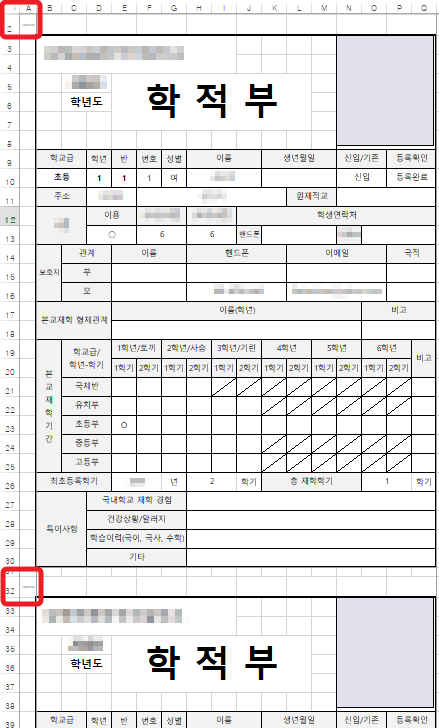 A B C D E F G H I J K L M N O P Q
2
3
4
5
학년도
학 적 부
6
7
8
9 학교급 학년 반 번호 성별 이름 생년월일 신입/기존 등록확인
10 초등 1 1 1 여 신입 등록완료
11 주소 원제적교
12 이용 학생연락처
13 ○ 6 6 핸드폰
14 보호자 관계 이름 핸드폰 이메일 국적
15 부
16 모
17 본교재학 형제관계 이름(학년) 비고
18
19 본교재학기간 학교급/학년-학기 1학년/토끼 2학년/사슴 3학년/기린 4학년 5학년 6학년 비고
20 1학기 2학기 1학기 2학기 1학기 2학기 1학기 2학기 1학기 2학기 1학기 2학기
21 국제반
22 유치부
23 초등부 ○
24 중등부
25 고등부
26 최초등록학기 년 2 학기 총 재학학기 1 학기
27 특이사항 국내학교 재학 경험
28 건강상황/알러지
29 학습이력(국어, 국사, 수학)
30 기타
31
32
33
34
35
학년도
학 적 부
36
37
38
39 학교급 학년 반 번호 성별 이름 생년월일 신입/기존 등록확인